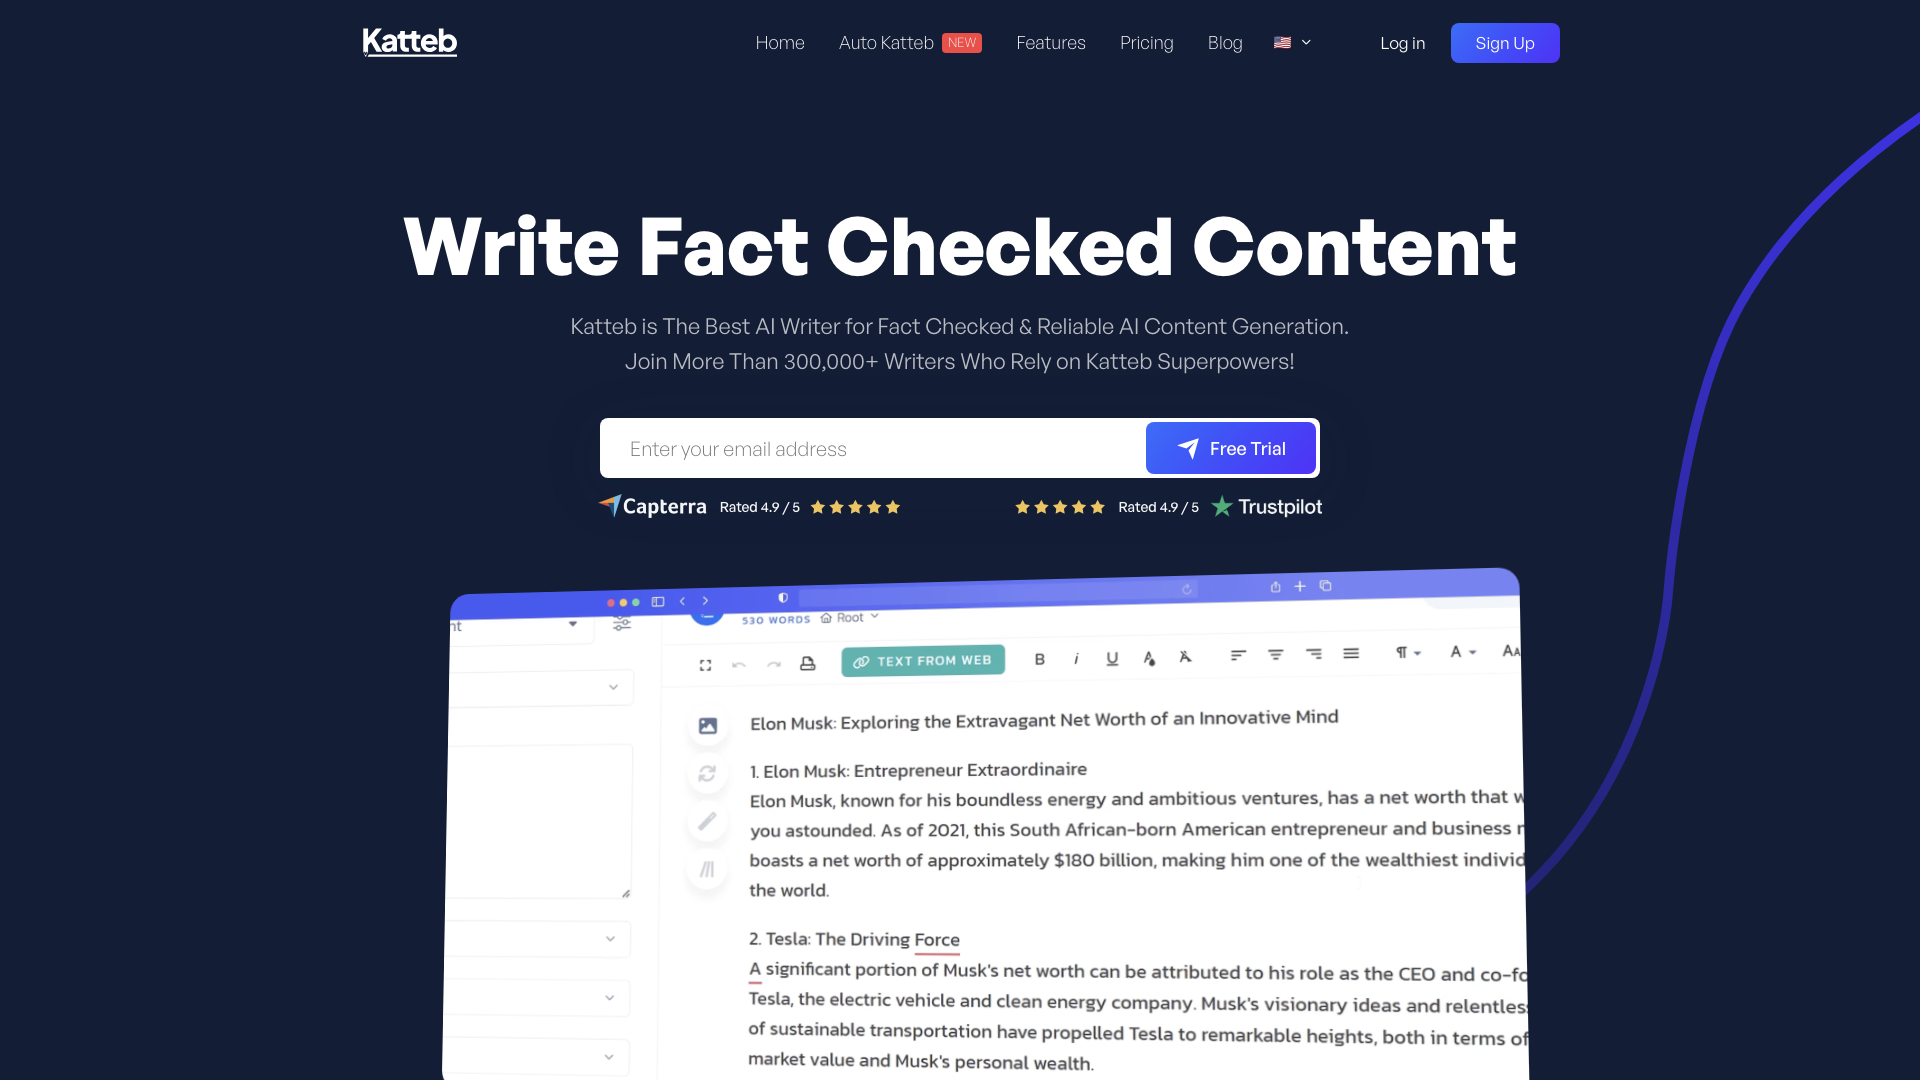 Katteb
Home
Auto Katteb NEW
Features
Pricing
Blog
Log in
Sign Up
Write Fact Checked Content
Katteb is The Best AI Writer for Fact Checked & Reliable AI Content Generation.
Join More Than 300,000+ Writers Who Rely on Katteb Superpowers!
Enter your email address
Free Trial
Capterra Rated 4.9 / 5
Rated 4.9 / 5 Trustpilot
530 WORDS Root
TEXT FROM WEB
B i U A A
¶ A AA
Elon Musk: Exploring the Extravagant Net Worth of an Innovative Mind
1. Elon Musk: Entrepreneur Extraordinaire
Elon Musk, known for his boundless energy and ambitious ventures, has a net worth that
you astounded. As of 2021, this South African-born American entrepreneur and business
boasts a net worth of approximately $180 billion, making him one of the wealthiest individ
the world.
2. Tesla: The Driving Force
A significant portion of Musk's net worth can be attributed to his role as the CEO and co-fo
Tesla, the electric vehicle and clean energy company. Musk's visionary ideas and relentless
of sustainable transportation have propelled Tesla to remarkable heights, both in terms of
market value and Musk's personal wealth.